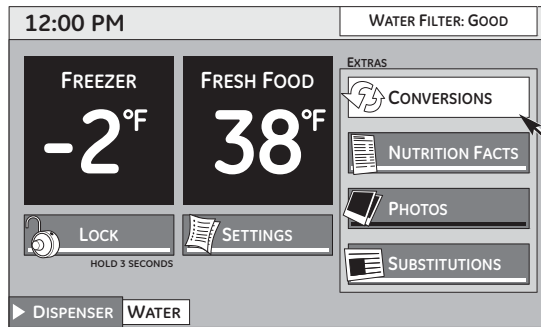 12:00 PM
WATER FILTER: GOOD
FREEZER
-2°F
FRESH FOOD
38°F
EXTRAS
CONVERSIONS
NUTRITION FACTS
PHOTOS
SUBSTITUTIONS
LOCK
HOLD 3 SECONDS
SETTINGS
DISPENSER WATER